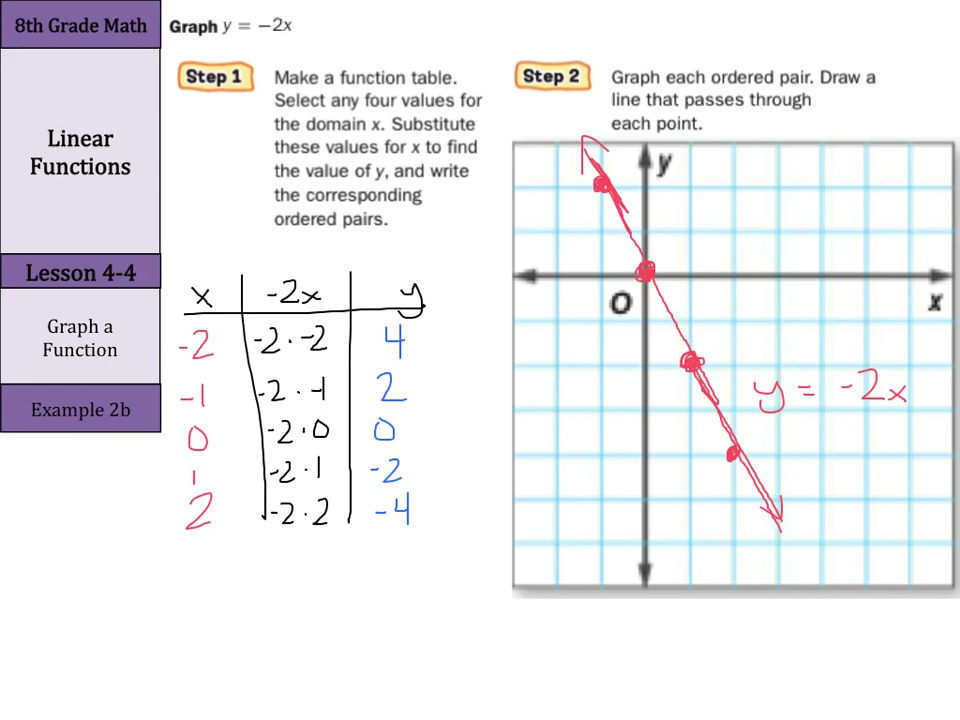 8th Grade Math
Linear
Functions
Lesson 4-4
Graph a
Function
Example 2b
Graph y = −2x
Step 1
Make a function table.
Select any four values for
the domain x. Substitute
these values for x to find
the value of y, and write
the corresponding
ordered pairs.
x -2x y
-2 -2·-2 4
-1 -2·-1 2
0 -2·0 0
1 -2·1 -2
2 -2·2 -4
Step 2
Graph each ordered pair. Draw a
line that passes through
each point.
y
O x
y = -2x